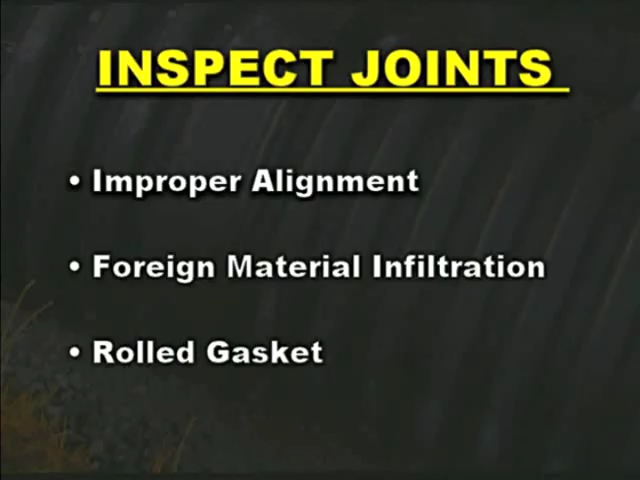 INSPECT JOINTS
• Improper Alignment
• Foreign Material Infiltration
• Rolled Gasket